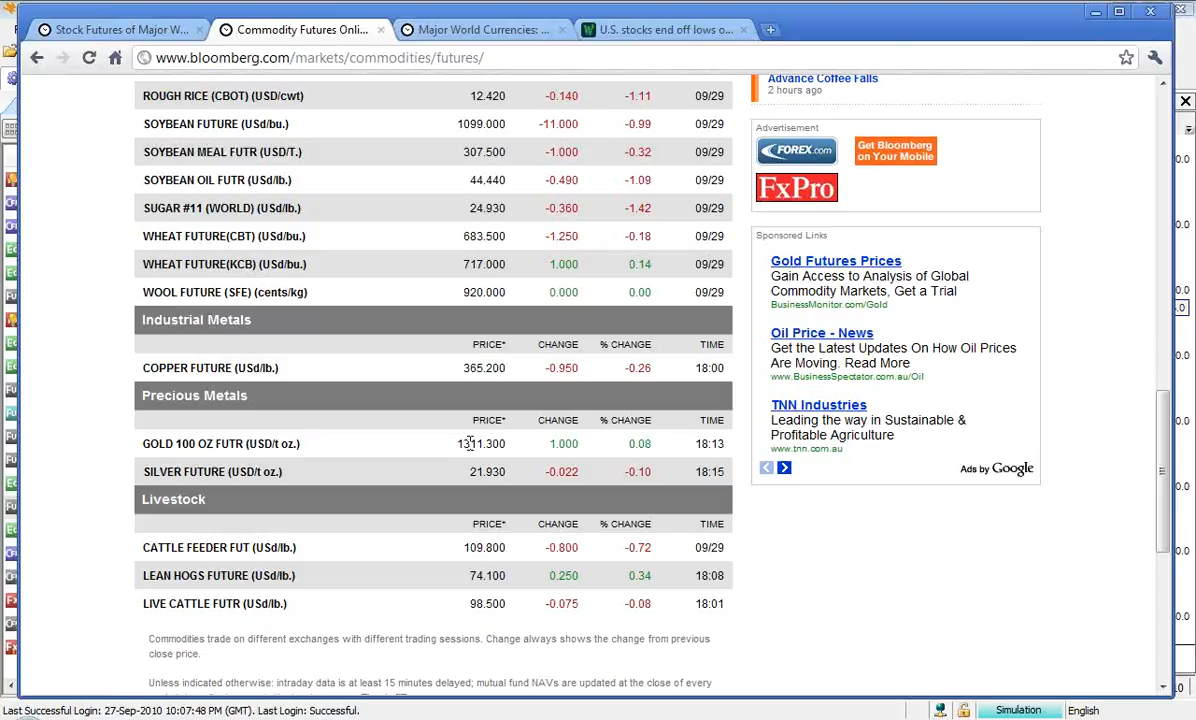 Stock Futures of Major W...
Commodity Futures Onli...
Major World Currencies: ...
U.S. stocks end off lows o...
www.bloomberg.com/markets/commodities/futures/
ROUGH RICE (CBOT) (USD/cwt) 12.420 -0.140 -1.11 09/29
SOYBEAN FUTURE (USd/bu.) 1099.000 -11.000 -0.99 09/29
SOYBEAN MEAL FUTR (USD/T.) 307.500 -1.000 -0.32 09/29
SOYBEAN OIL FUTR (USd/lb.) 44.440 -0.490 -1.09 09/29
SUGAR #11 (WORLD) (USd/lb.) 24.930 -0.360 -1.42 09/29
WHEAT FUTURE(CBT) (USd/bu.) 683.500 -1.250 -0.18 09/29
WHEAT FUTURE(KCB) (USd/bu.) 717.000 1.000 0.14 09/29
WOOL FUTURE (SFE) (cents/kg) 920.000 0.000 0.00 09/29
Industrial Metals
PRICE* CHANGE % CHANGE TIME
COPPER FUTURE (USd/lb.) 365.200 -0.950 -0.26 18:00
Precious Metals
PRICE* CHANGE % CHANGE TIME
GOLD 100 OZ FUTR (USD/t oz.) 1311.300 1.000 0.08 18:13
SILVER FUTURE (USD/t oz.) 21.930 -0.022 -0.10 18:15
Livestock
PRICE* CHANGE % CHANGE TIME
CATTLE FEEDER FUT (USd/lb.) 109.800 -0.800 -0.72 09/29
LEAN HOGS FUTURE (USd/lb.) 74.100 0.250 0.34 18:08
LIVE CATTLE FUTR (USd/lb.) 98.500 -0.075 -0.08 18:01
Commodities trade on different exchanges with different trading sessions. Change always shows the change from previous
close price.
Unless indicated otherwise: intraday data is at least 15 minutes delayed; mutual fund NAVs are updated at the close of every
Advance Coffee Falls
2 hours ago
Advertisement
FOREX.com
Get Bloomberg
on Your Mobile
FxPro
Sponsored Links
Gold Futures Prices
Gain Access to Analysis of Global
Commodity Markets, Get a Trial
BusinessMonitor.com/Gold
Oil Price - News
Get the Latest Updates On How Oil Prices
Are Moving. Read More
www.BusinessSpectator.com.au/Oil
TNN Industries
Leading the way in Sustainable &
Profitable Agriculture
www.tnn.com.au
Ads by Google
Last Successful Login: 27-Sep-2010 10:07:48 PM (GMT). Last Login: Successful.
Simulation
English